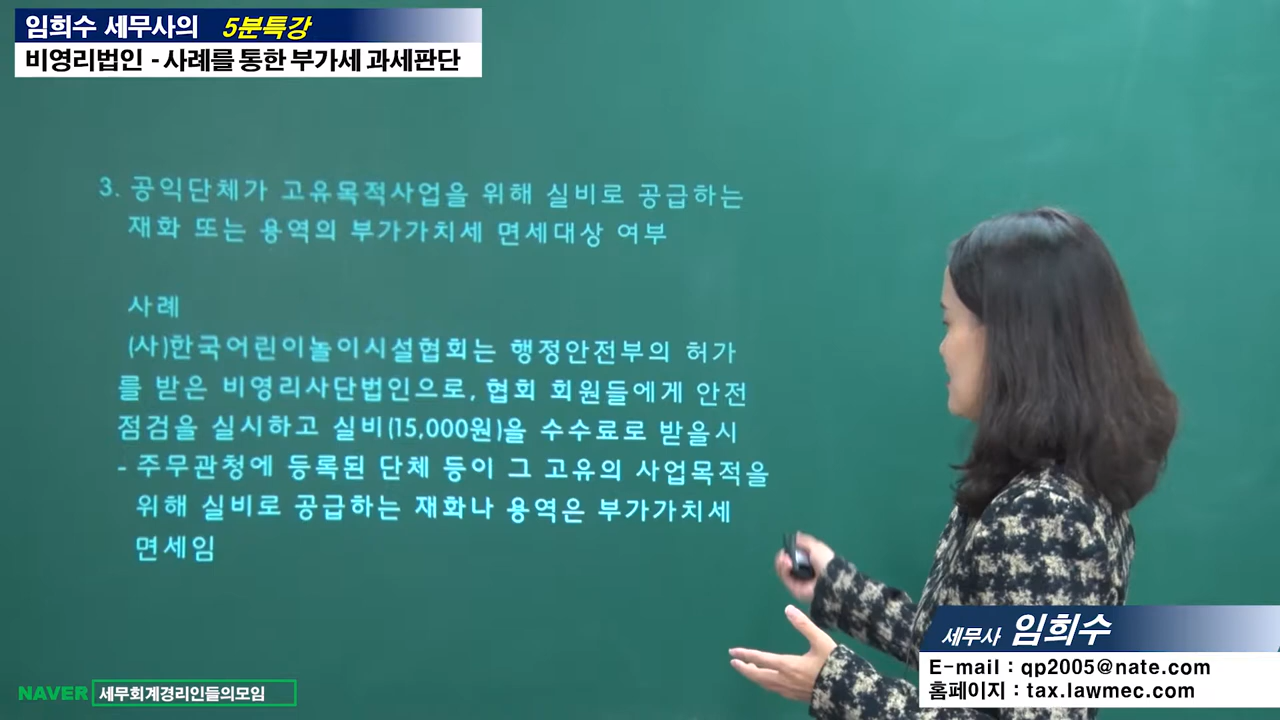 임희수 세무사의 5분특강
비영리법인 - 사례를 통한 부가세 과세판단
3. 공익단체가 고유목적사업을 위해 실비로 공급하는
재화 또는 용역의 부가가치세 면세대상 여부
사례
(사)한국어린이놀이시설협회는 행정안전부의 허가
를 받은 비영리사단법인으로, 협회 회원들에게 안전
점검을 실시하고 실비(15,000원)을 수수료로 받을시
- 주무관청에 등록된 단체 등이 그 고유의 사업목적을
위해 실비로 공급하는 재화나 용역은 부가가치세
면세임
세무사 임희수
E-mail : qp2005@nate.com
홈페이지 : tax.lawmec.com
NAVER 세무회계경리인들의모임